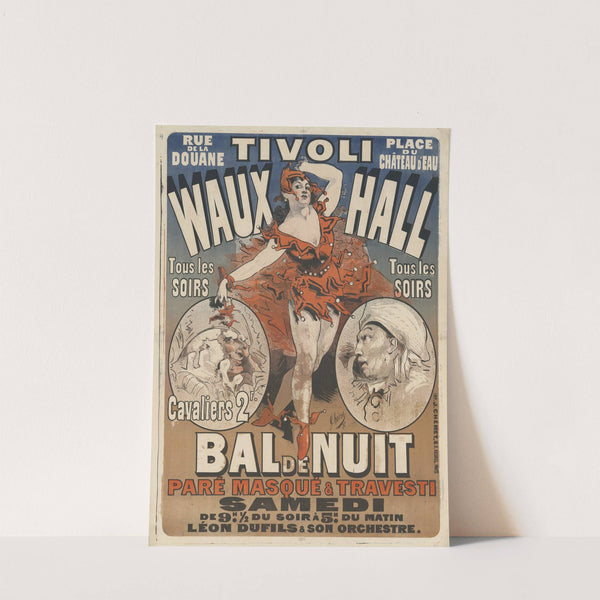 RUE
DE LA
DOUANE
TIVOLI
PLACE
DU
CHÂTEAU D'EAU
WAUX HALL
Tous les
SOIRS
Tous les
SOIRS
Cavaliers 2f.
BAL DE NUIT
PARÉ MASQUÉ & TRAVESTI
SAMEDI
DE 9H.½ DU SOIR À 5H. DU MATIN
LÉON DUFILS & SON ORCHESTRE.